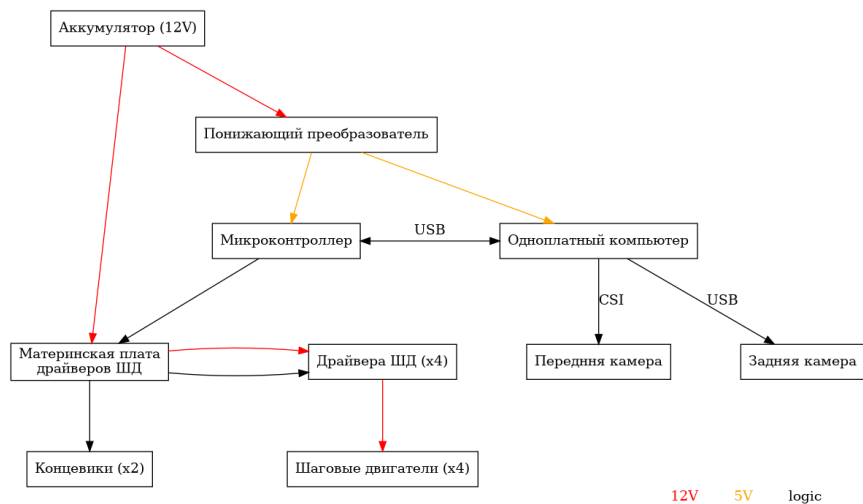 Аккумулятор (12V)
Понижающий преобразователь
Микроконтроллер
USB
Одноплатный компьютер
CSI
USB
Материнская плата
драйверов ШД
Драйвера ШД (x4)
Передння камера
Задняя камера
Концевики (x2)
Шаговые двигатели (x4)
12V
5V
logic